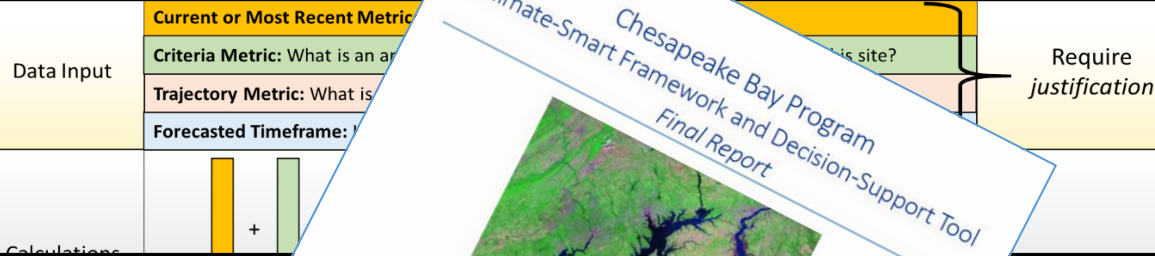 Current or Most Recent Metric
Criteria Metric: What is an is site?
Trajectory Metric: What is
Forecasted Timeframe:
Data Input
Require
justification
+
Calculations
Chesapeake Bay Program
imate-Smart Framework and Decision-Support Tool
Final Report